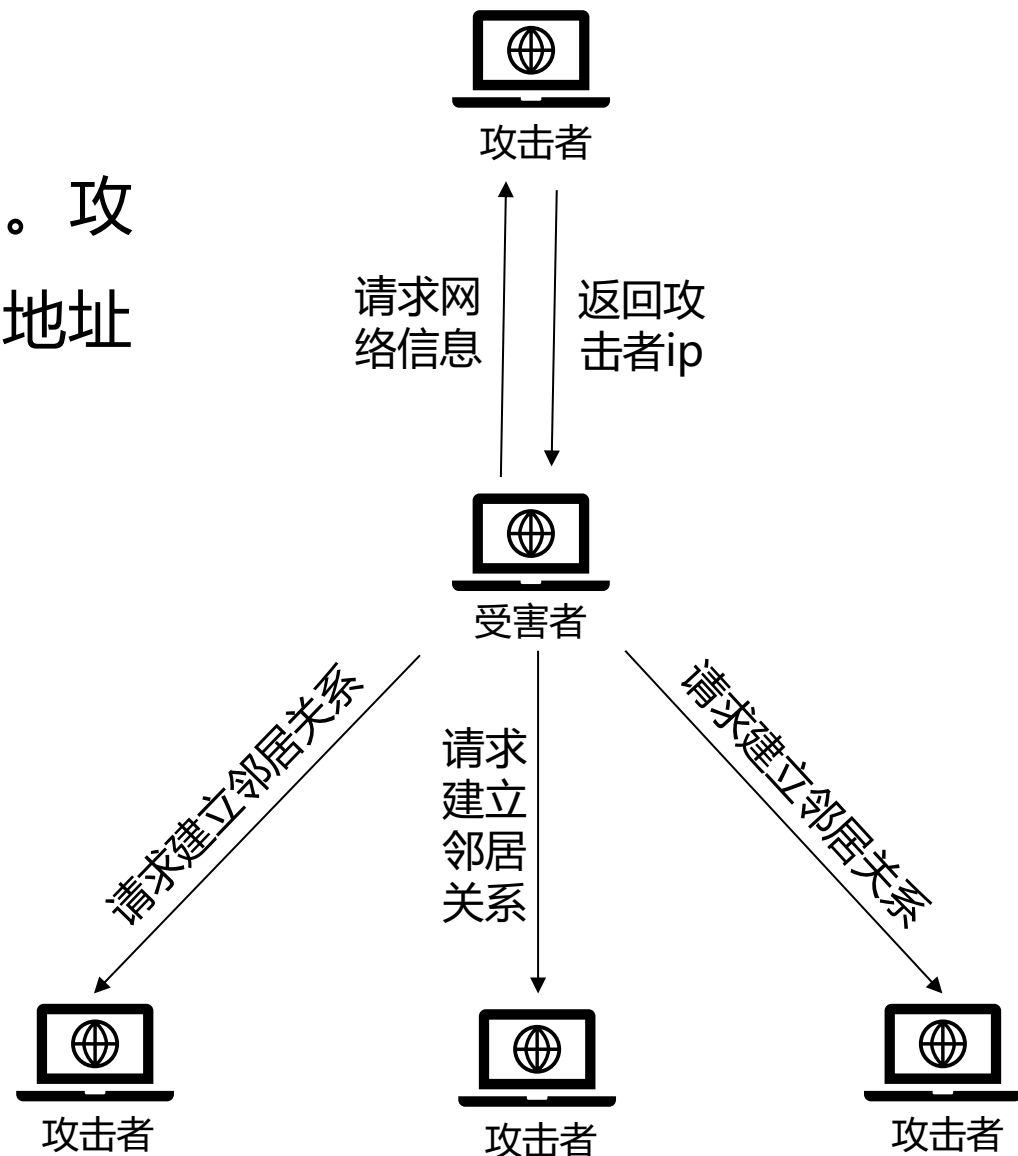 攻击者
。攻
地址
请求网
络信息
返回攻
击者ip
受害者
请求建立邻居关系
请求
建立
邻居
关系
请求建立邻居关系
攻击者
攻击者
攻击者